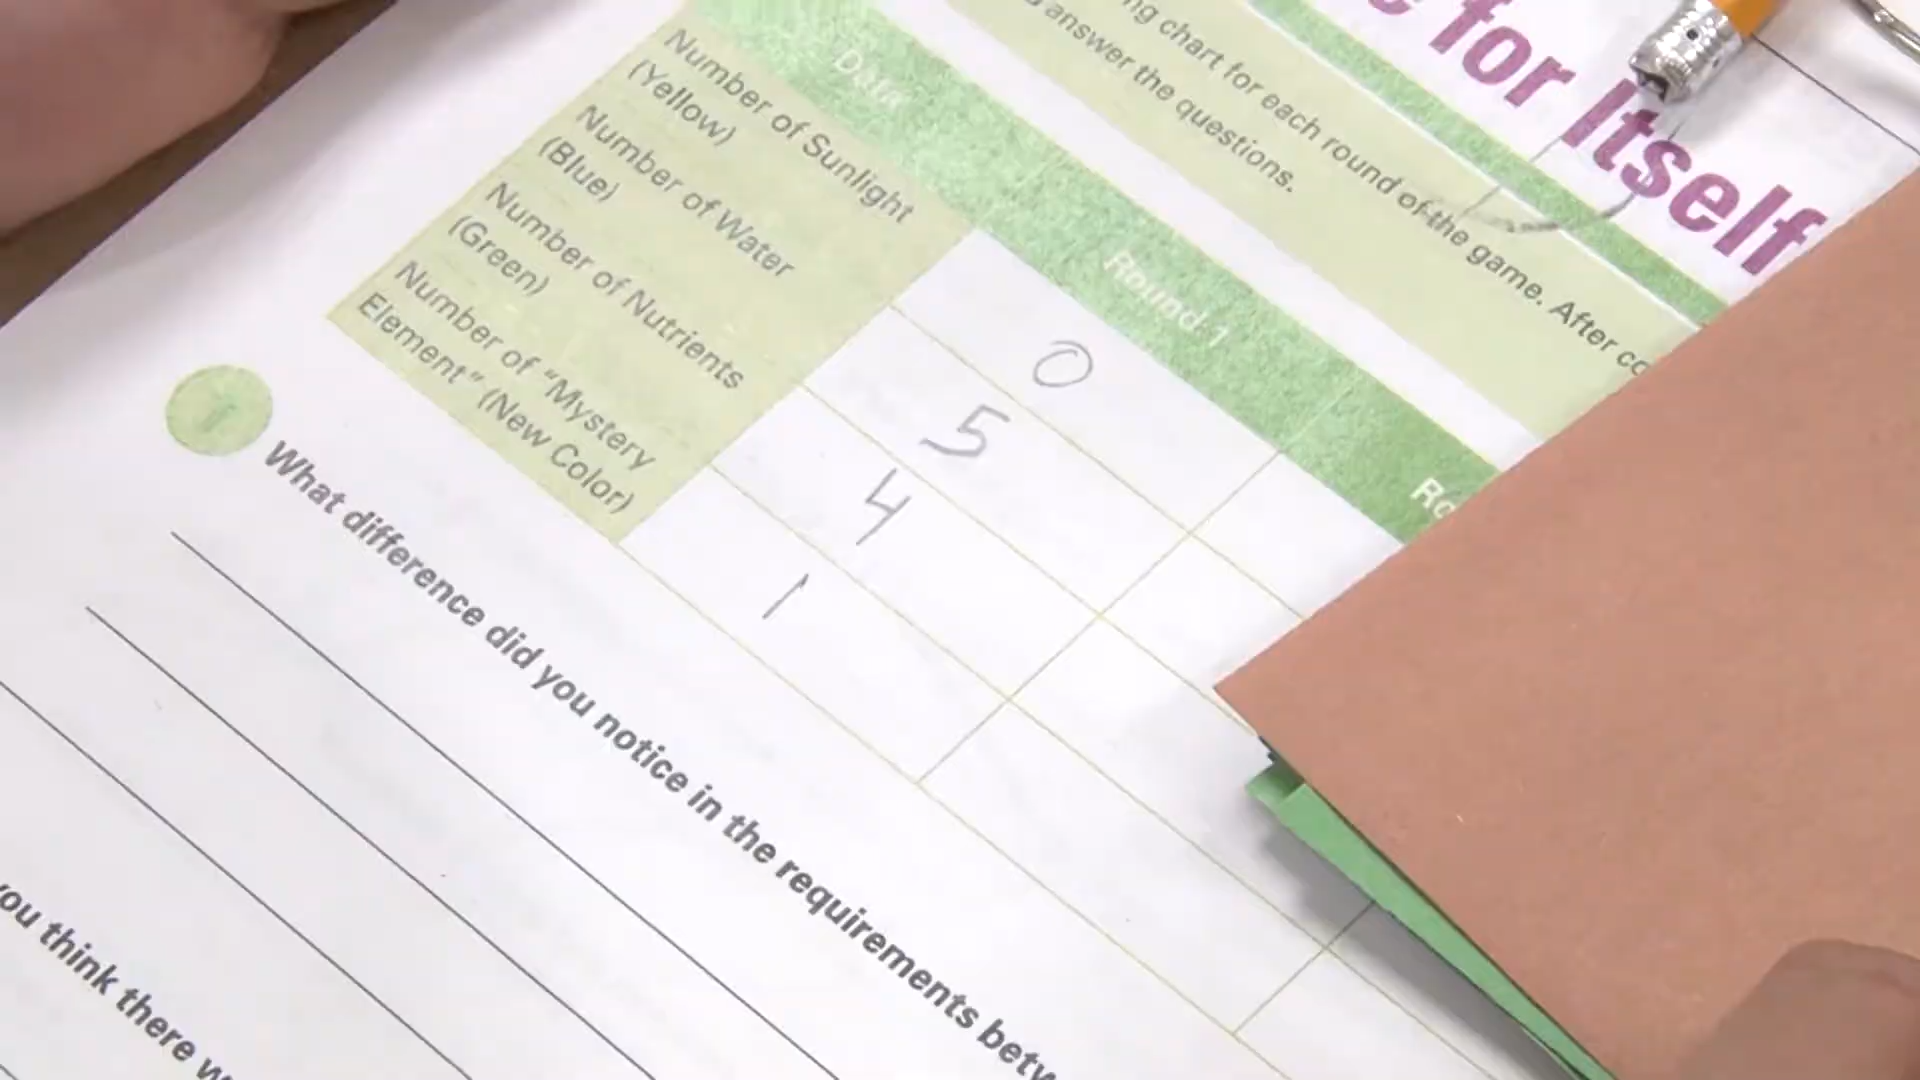 for Itself
ng chart for each round of the game. After co
answer the questions.
Data
Round 1
Ro
Number of Sunlight
(Yellow)
0
Number of Water
(Blue)
5
Number of Nutrients
(Green)
4
Number of “Mystery
Element” (New Color)
1
1
What difference did you notice in the requirements betw
ou think there w